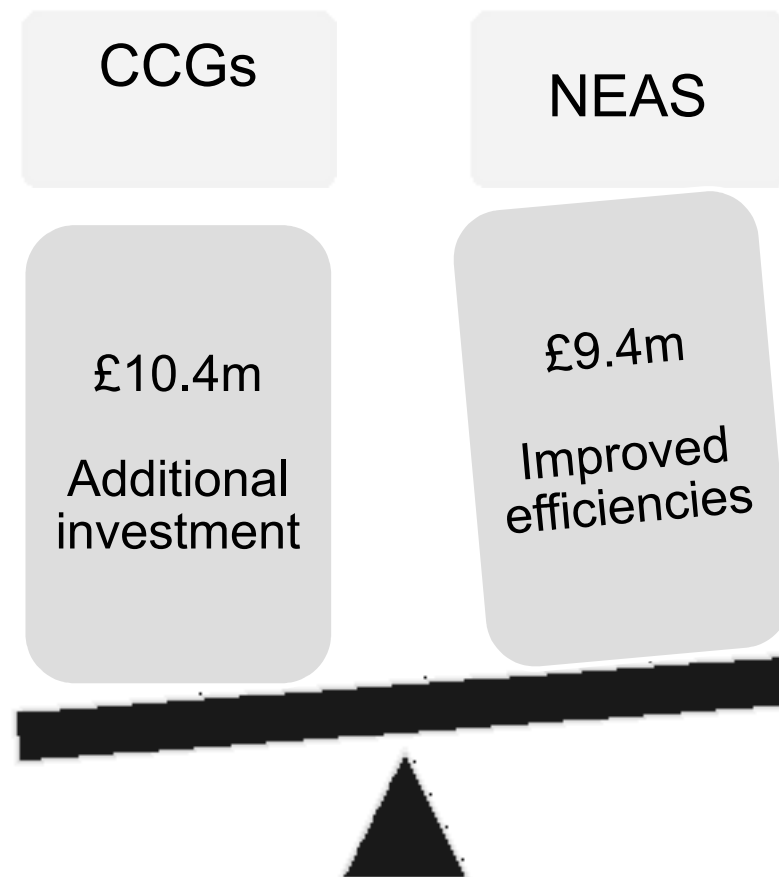 CCGs
NEAS
£10.4m
Additional
investment
£9.4m
Improved
efficiencies